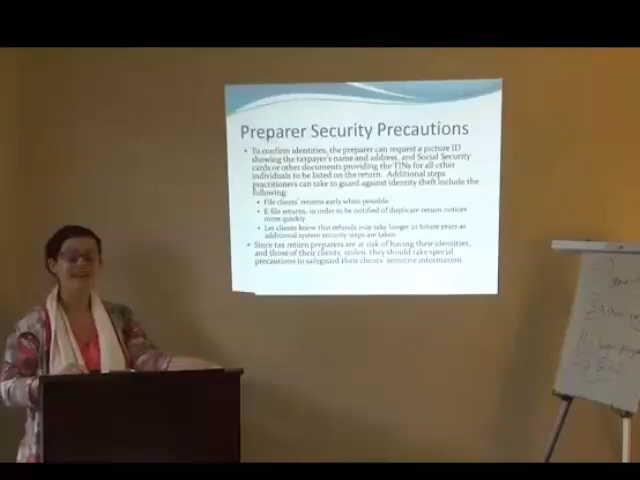 Preparer Security Precautions
• To confirm identities, the preparer can request a picture ID
showing the taxpayer's name and address, and Social Security
cards or other documents providing the TINs for all other
individuals to be listed on the return. Additional steps
practitioners can take to guard against identity theft include the
following:
• File clients' returns early when possible
• E-file returns, in order to be notified of duplicate return notices
more quickly
• Let clients know that refunds may take longer in future years as
additional system security steps are taken
• Since tax return preparers are at risk of having their identities,
and those of their clients, stolen, they should take special
precautions to safeguard their clients' sensitive information